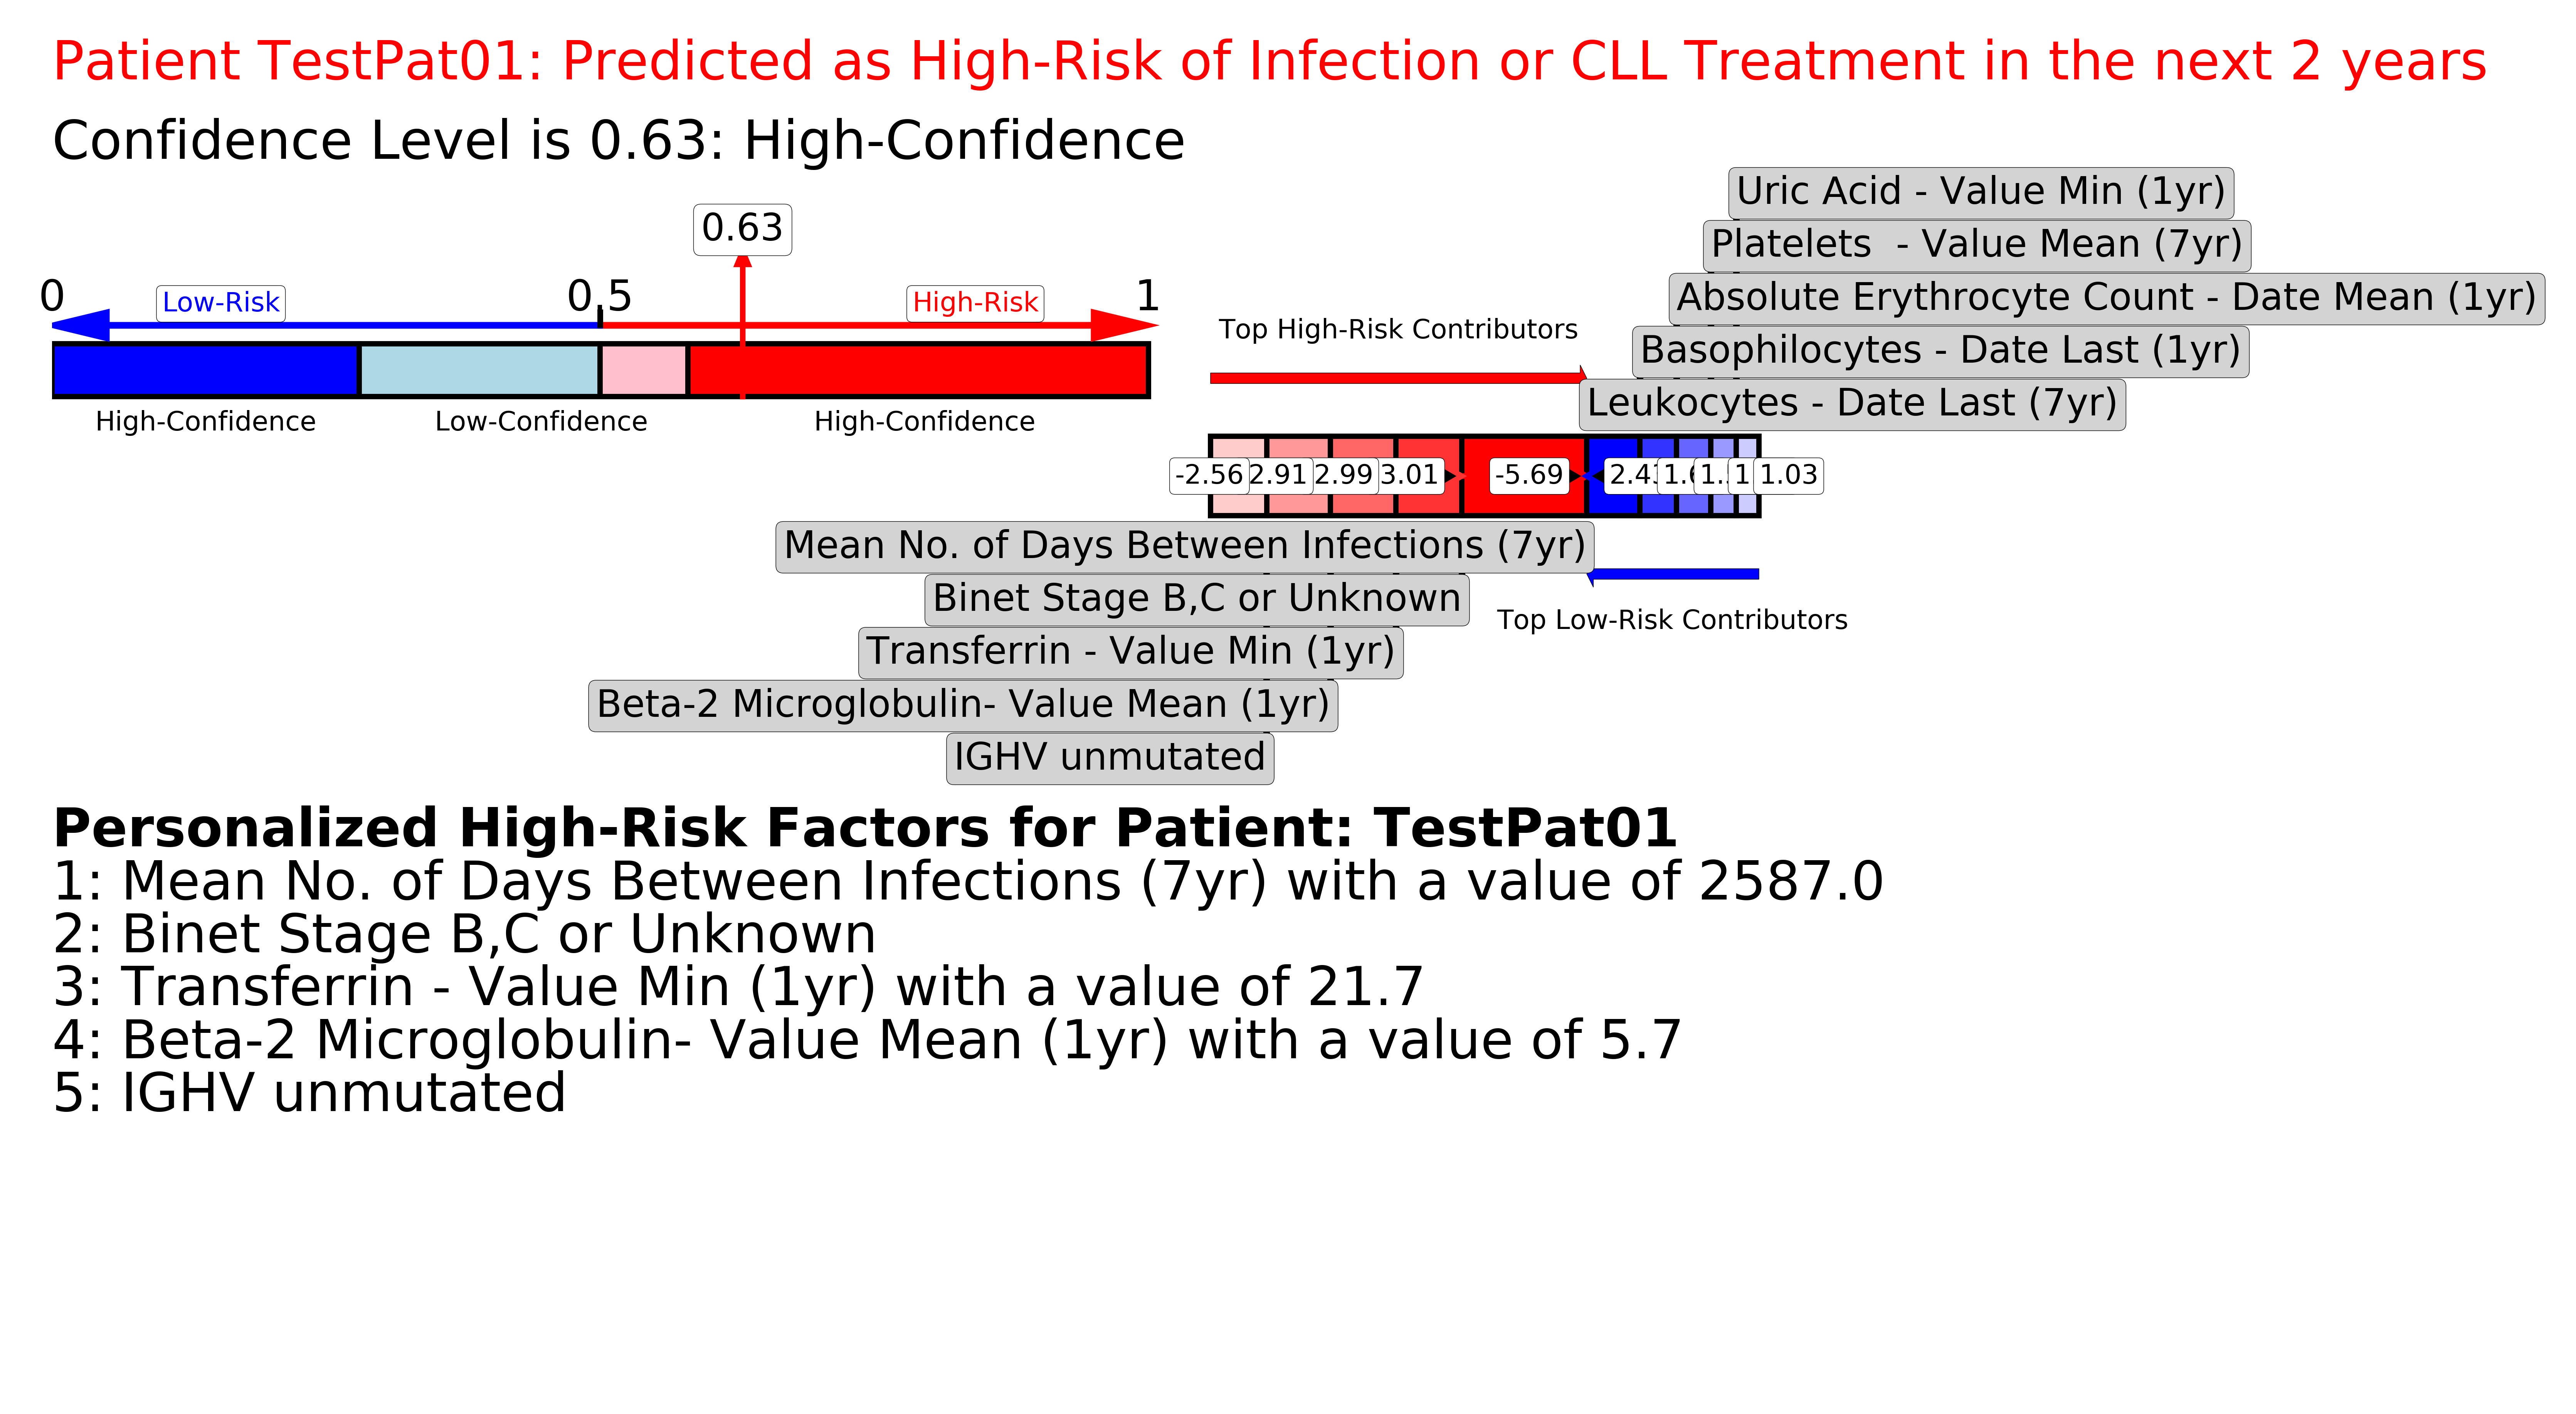 Patient TestPat01: Predicted as High-Risk of Infection or CLL Treatment in the next 2 years
Confidence Level is 0.63: High-Confidence
0.63
0
Low-Risk
0.5
High-Risk
1
High-Confidence
Low-Confidence
High-Confidence
Uric Acid - Value Min (1yr)
Platelets  - Value Mean (7yr)
Absolute Erythrocyte Count - Date Mean (1yr)
Basophilocytes - Date Last (1yr)
Leukocytes - Date Last (7yr)
Top High-Risk Contributors
-2.56 2.91 2.99 3.01 -5.69 1.03
Mean No. of Days Between Infections (7yr)
Binet Stage B,C or Unknown
Transferrin - Value Min (1yr)
Beta-2 Microglobulin- Value Mean (1yr)
IGHV unmutated
Top Low-Risk Contributors
Personalized High-Risk Factors for Patient: TestPat01
1: Mean No. of Days Between Infections (7yr) with a value of 2587.0
2: Binet Stage B,C or Unknown
3: Transferrin - Value Min (1yr) with a value of 21.7
4: Beta-2 Microglobulin- Value Mean (1yr) with a value of 5.7
5: IGHV unmutated